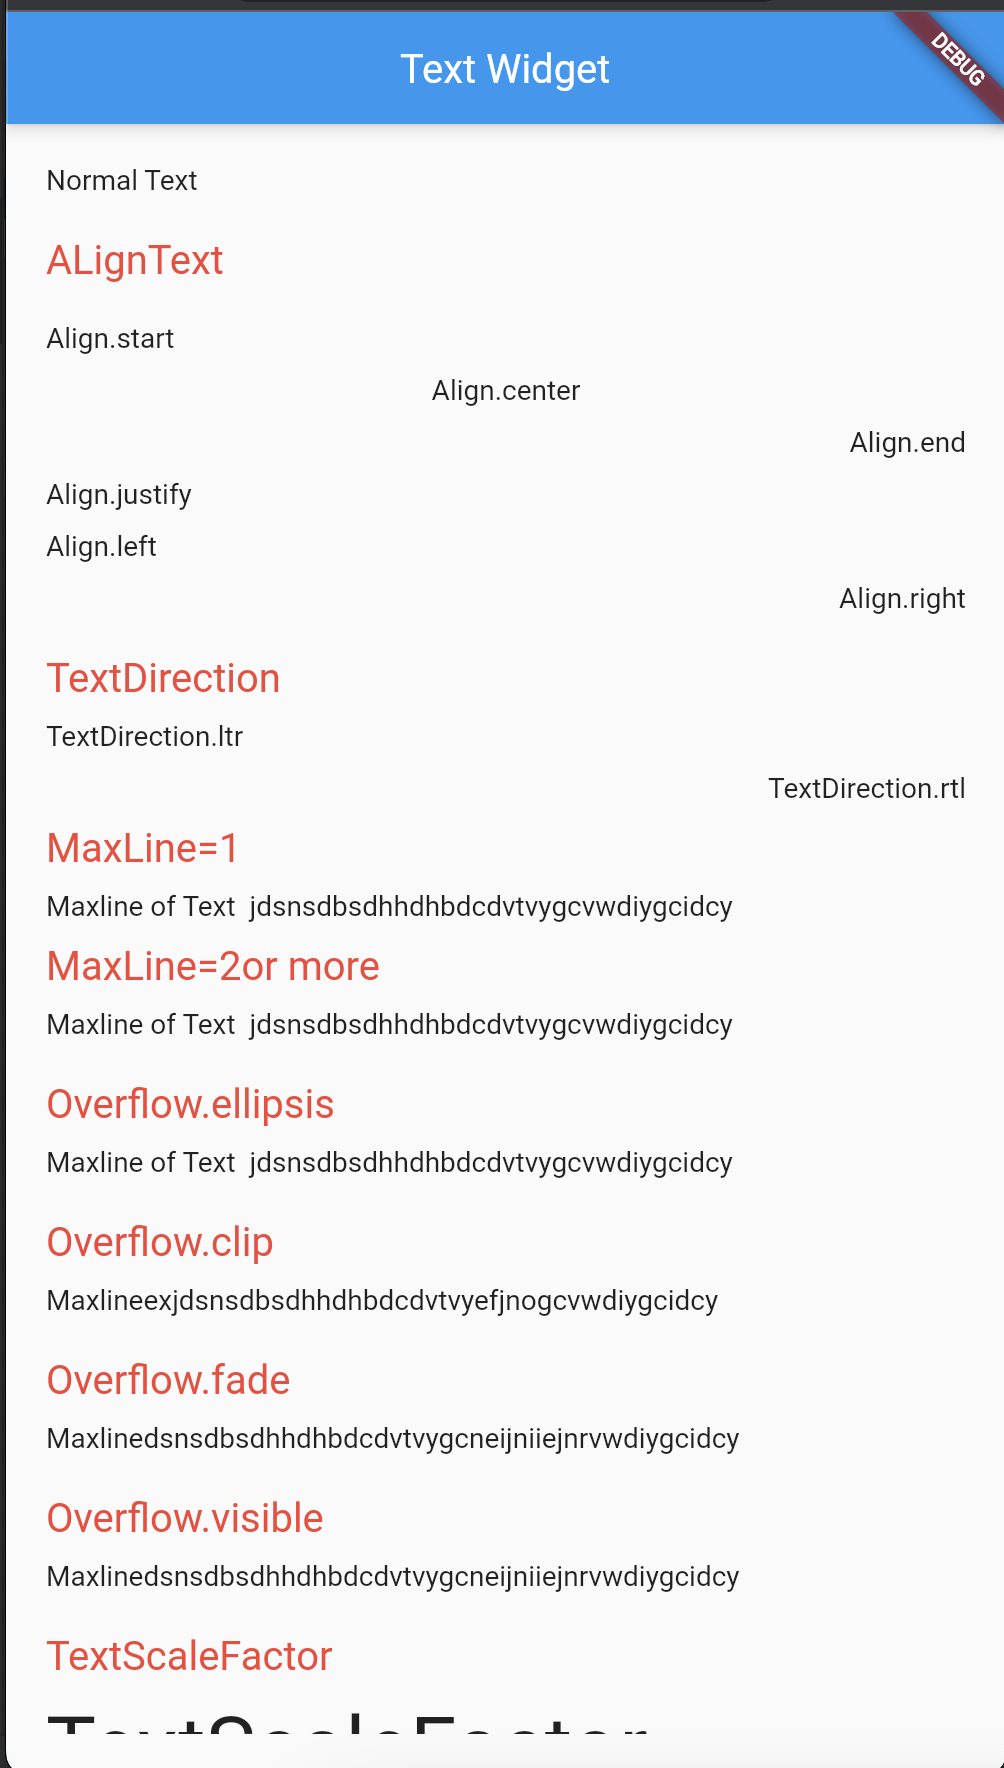 Text Widget
DEBUG
Normal Text
ALignText
Align.start
Align.center
Align.end
Align.justify
Align.left
Align.right
TextDirection
TextDirection.ltr
TextDirection.rtl
MaxLine=1
Maxline of Text  jdsnsdbsdhhdhbdcdvtvygcvwdiygcidcy
MaxLine=2or more
Maxline of Text  jdsnsdbsdhhdhbdcdvtvygcvwdiygcidcy
Overflow.ellipsis
Maxline of Text  jdsnsdbsdhhdhbdcdvtvygcvwdiygcidcy
Overflow.clip
Maxlineexjdsnsdbsdhhdhbdcdvtvyefjnogcvwdiygcidcy
Overflow.fade
Maxlinedsnsdbsdhhdhbdcdvtvygcneijniiejnrvwdiygcidcy
Overflow.visible
Maxlinedsnsdbsdhhdhbdcdvtvygcneijniiejnrvwdiygcidcy
TextScaleFactor
TextScaleFactor